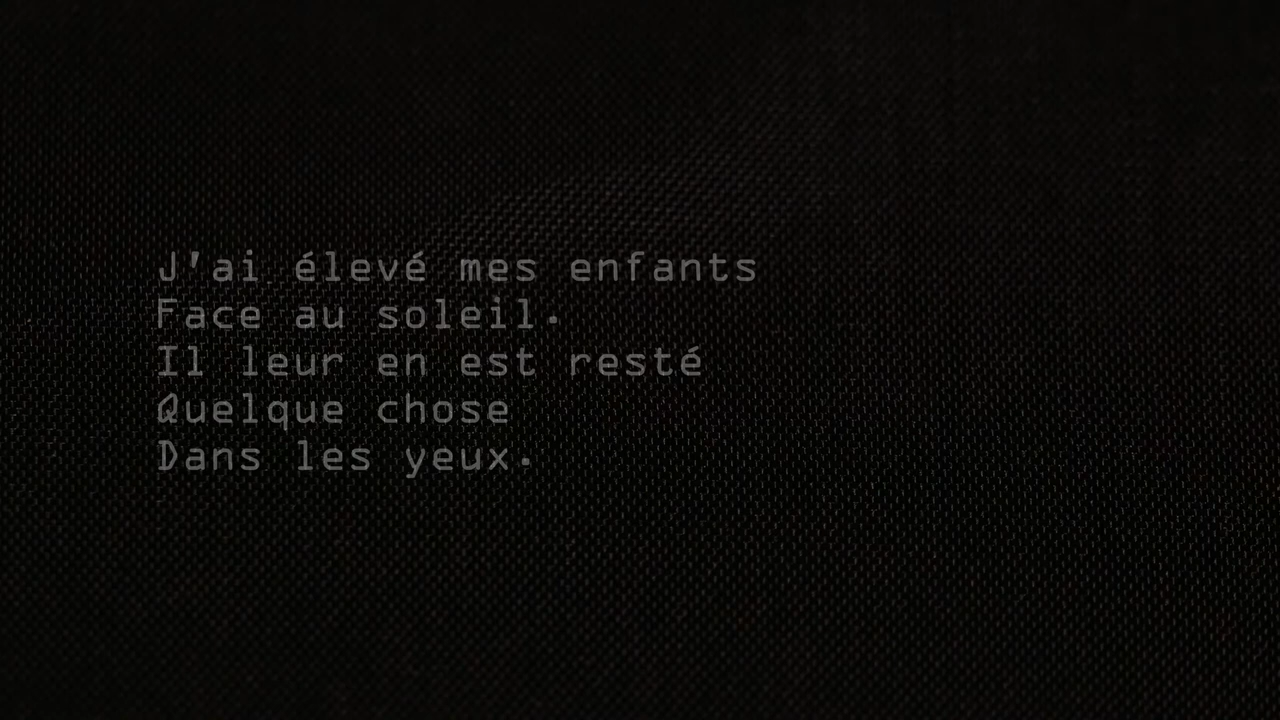 J'ai élevé mes enfants
Face au soleil.
Il leur en est resté
Quelque chose
Dans les yeux.